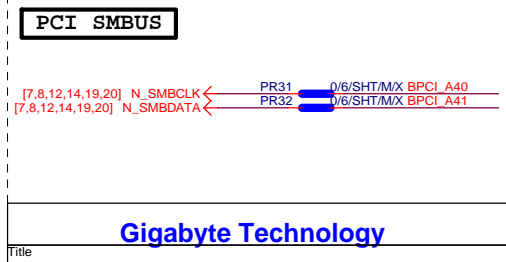 PCI SMBUS
[7,8,12,14,19,20] N_SMBCLK PR31 0/6/SHT/M/X BPCI_A40
[7,8,12,14,19,20] N_SMBDATA PR32 0/6/SHT/M/X BPCI_A41
Gigabyte Technology
Title